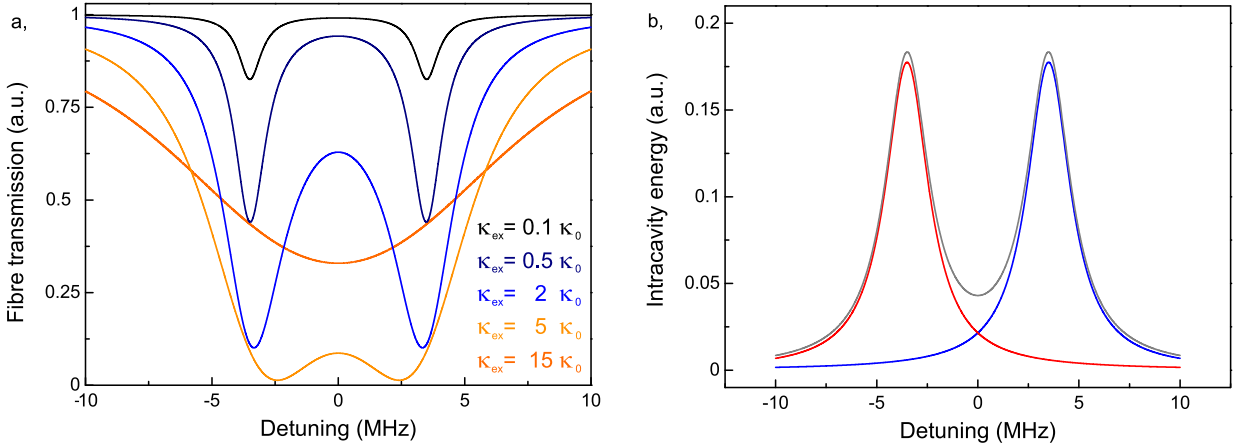 a,
Fibre transmission (a.u.)
1
0.75
0.5
0.25
0
-10
-5
0
5
10
Detuning (MHz)
κex= 0.1 κ0
κex= 0.5 κ0
κex= 2 κ0
κex= 5 κ0
κex= 15 κ0
b,
Intracavity energy (a.u.)
0.2
0.15
0.1
0.05
0
-10
-5
0
5
10
Detuning (MHz)